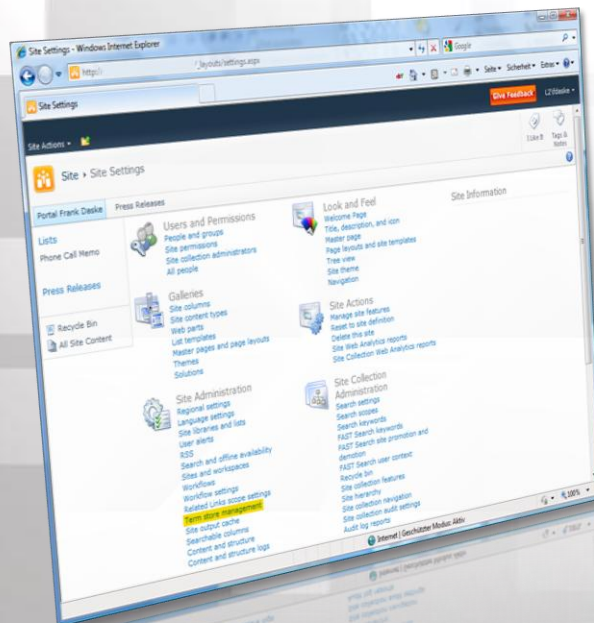 Site Settings - Windows Internet Explorer
http:// /_layouts/settings.aspx
Google
Site Settings
Seite Sicherheit Extras
Give Feedback
Site Actions
I Like It
Tags & Notes
Site Site Settings
Portal Frank Daske Press Releases
Lists
Phone Call Memo
Press Releases
Recycle Bin
All Site Content
Users and Permissions
People and groups
Site permissions
Site collection administrators
All people
Galleries
Site columns
Site content types
Web parts
List templates
Master pages and page layouts
Themes
Solutions
Site Administration
Regional settings
Language settings
Site libraries and lists
User alerts
RSS
Search and offline availability
Sites and workspaces
Workflows
Workflow settings
Related Links scope settings
Term store management
Site output cache
Searchable columns
Content and structure
Content and structure logs
Look and Feel
Welcome Page
Title, description, and icon
Master page
Page layouts and site templates
Tree view
Site theme
Navigation
Site Actions
Manage site features
Reset to site definition
Delete this site
Site Web Analytics reports
Site Collection Web Analytics reports
Site Collection
Administration
Search settings
Search scopes
Search keywords
FAST Search keywords
FAST Search site promotion and
demotion
FAST Search user context
Recycle bin
Site collection features
Site hierarchy
Site collection navigation
Site collection audit settings
Audit log reports
Site Information
Internet | Geschützter Modus: Aktiv
100%